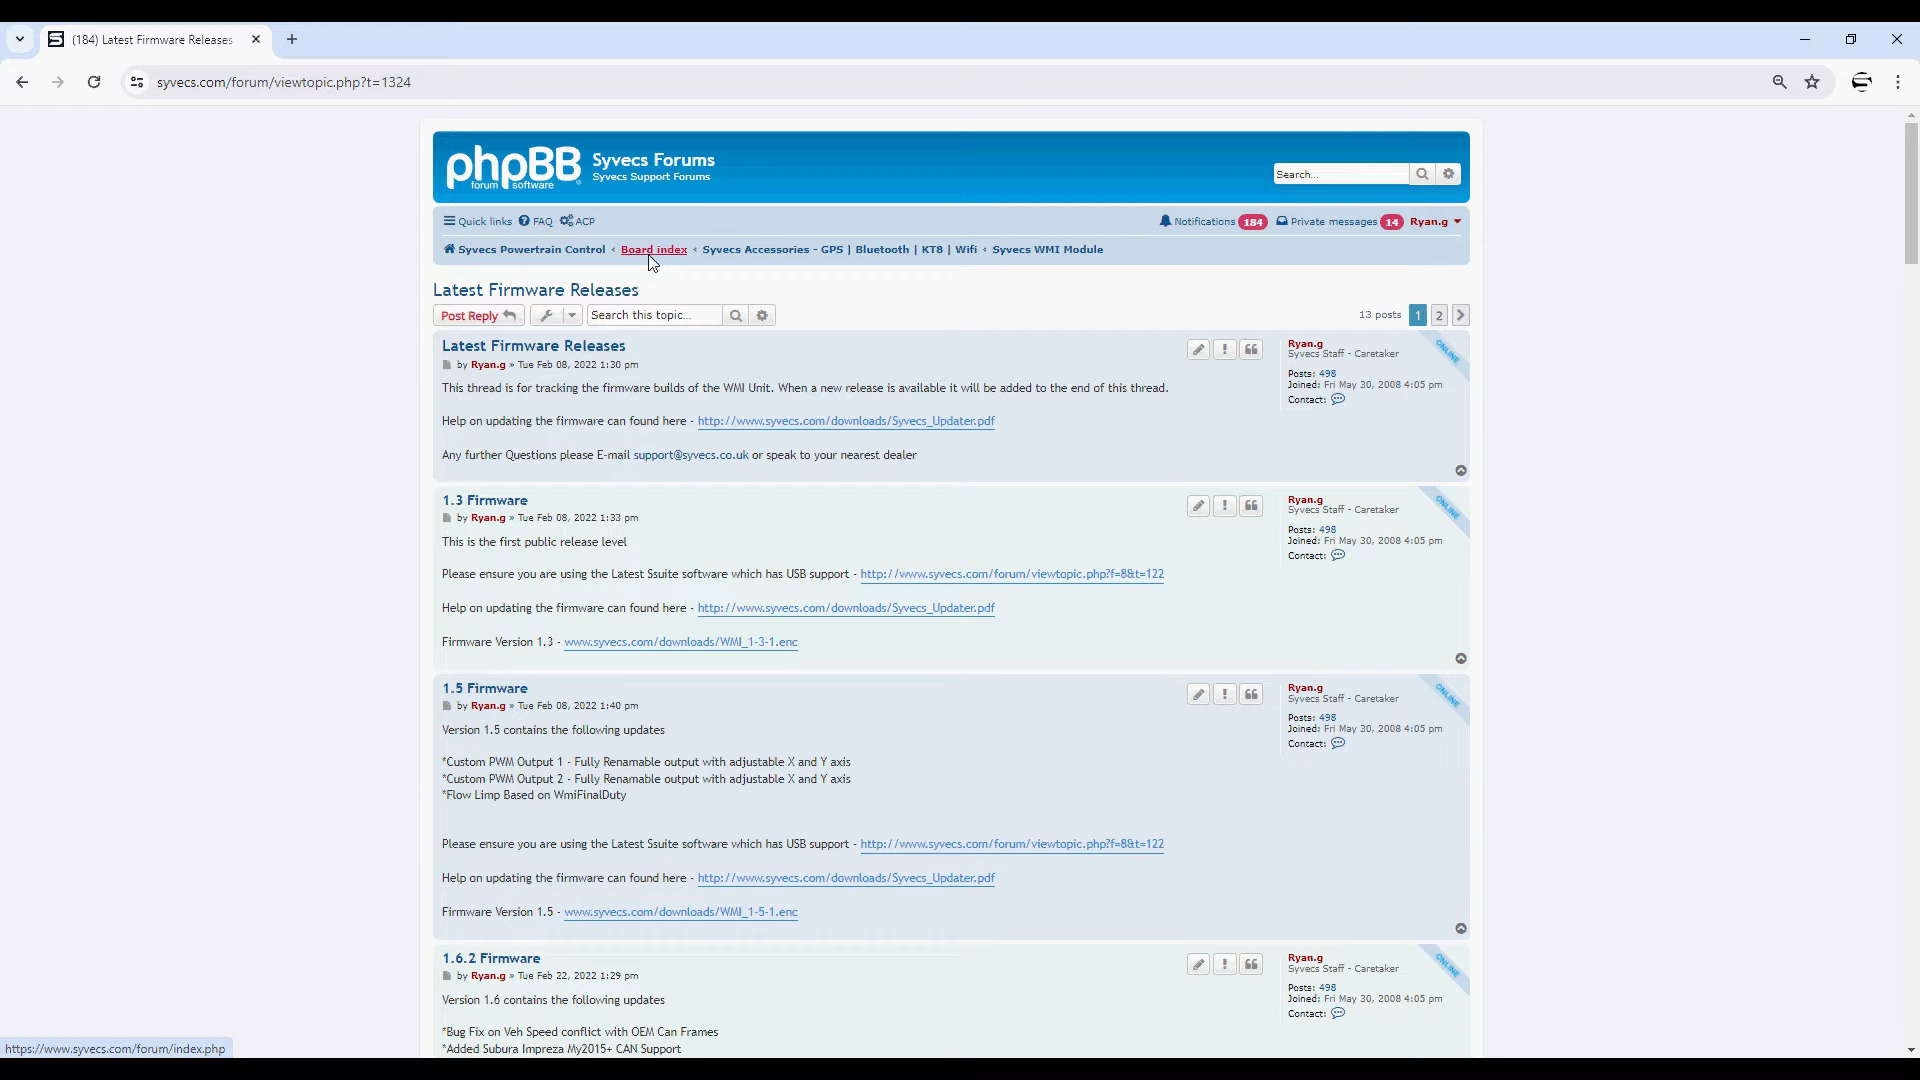 (184) Latest Firmware Releases
syvecs.com/forum/viewtopic.php?t=1324
phpBB
forum software
Syvecs Forums
Syvecs Support Forums
Search...
Quick links FAQ ACP
Notifications 184 Private messages 14 Ryan.g
Syvecs Powertrain Control ‹ Board index ‹ Syvecs Accessories - GPS | Bluetooth | KT8 | Wifi ‹ Syvecs WMI Module
Latest Firmware Releases
Post Reply Search this topic... 13 posts 1 2
Latest Firmware Releases
by Ryan.g » Tue Feb 08, 2022 1:30 pm
This thread is for tracking the firmware builds of the WMI Unit. When a new release is available it will be added to the end of this thread.
Help on updating the firmware can found here - http://www.syvecs.com/downloads/Syvecs_Updater.pdf
Any further Questions please E-mail support@syvecs.co.uk or speak to your nearest dealer
Ryan.g
Syvecs Staff - Caretaker
Posts: 498
Joined: Fri May 30, 2008 4:05 pm
Contact:
ONLINE
1.3 Firmware
by Ryan.g » Tue Feb 08, 2022 1:33 pm
This is the first public release level
Please ensure you are using the Latest Ssuite software which has USB support - http://www.syvecs.com/forum/viewtopic.php?f=8&t=122
Help on updating the firmware can found here - http://www.syvecs.com/downloads/Syvecs_Updater.pdf
Firmware Version 1.3 - www.syvecs.com/downloads/WMI_1-3-1.enc
Ryan.g
Syvecs Staff - Caretaker
Posts: 498
Joined: Fri May 30, 2008 4:05 pm
Contact:
ONLINE
1.5 Firmware
by Ryan.g » Tue Feb 08, 2022 1:40 pm
Version 1.5 contains the following updates
*Custom PWM Output 1 - Fully Renamable output with adjustable X and Y axis
*Custom PWM Output 2 - Fully Renamable output with adjustable X and Y axis
*Flow Limp Based on WmiFinalDuty
Please ensure you are using the Latest Ssuite software which has USB support - http://www.syvecs.com/forum/viewtopic.php?f=8&t=122
Help on updating the firmware can found here - http://www.syvecs.com/downloads/Syvecs_Updater.pdf
Firmware Version 1.5 - www.syvecs.com/downloads/WMI_1-5-1.enc
Ryan.g
Syvecs Staff - Caretaker
Posts: 498
Joined: Fri May 30, 2008 4:05 pm
Contact:
ONLINE
1.6.2 Firmware
by Ryan.g » Tue Feb 22, 2022 1:29 pm
Version 1.6 contains the following updates
*Bug Fix on Veh Speed conflict with OEM Can Frames
*Added Subura Impreza My2015+ CAN Support
Ryan.g
Syvecs Staff - Caretaker
Posts: 498
Joined: Fri May 30, 2008 4:05 pm
Contact:
ONLINE
https://www.syvecs.com/forum/index.php